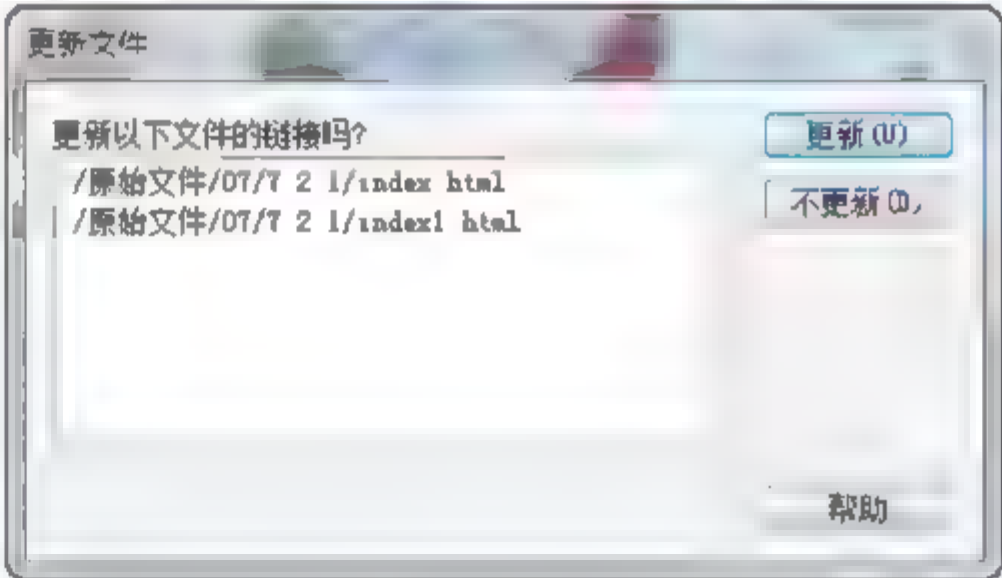 更新文件
更新以下文件的链接吗?
/原始文件/07/7 2 1/index html
/原始文件/07/7 2 1/index1 html
更新(U)
不更新(D)
帮助